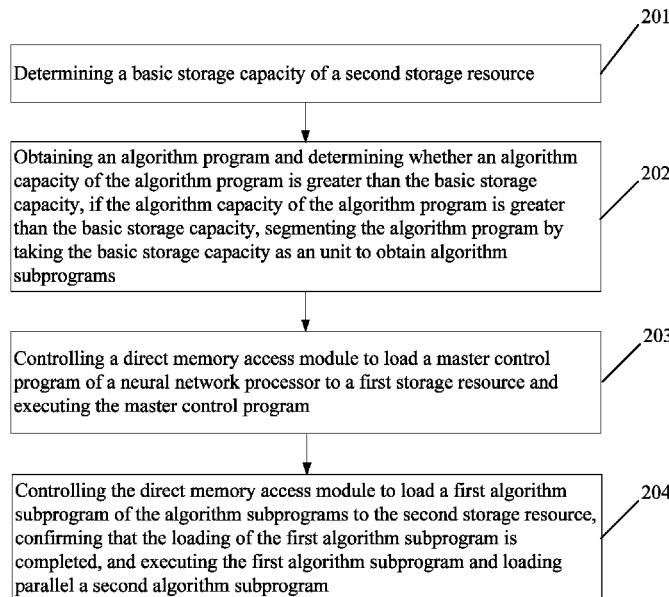 201
Determining a basic storage capacity of a second storage resource
Obtaining an algorithm program and determining whether an algorithm
capacity of the algorithm program is greater than the basic storage
capacity, if the algorithm capacity of the algorithm program is greater
than the basic storage capacity, segmenting the algorithm program by
taking the basic storage capacity as an unit to obtain algorithm
subprograms
202
Controlling a direct memory access module to load a master control
program of a neural network processor to a first storage resource and
executing the master control program
203
Controlling the direct memory access module to load a first algorithm
subprogram of the algorithm subprograms to the second storage resource,
confirming that the loading of the first algorithm subprogram is
completed, and executing the first algorithm subprogram and loading
parallel a second algorithm subprogram
204